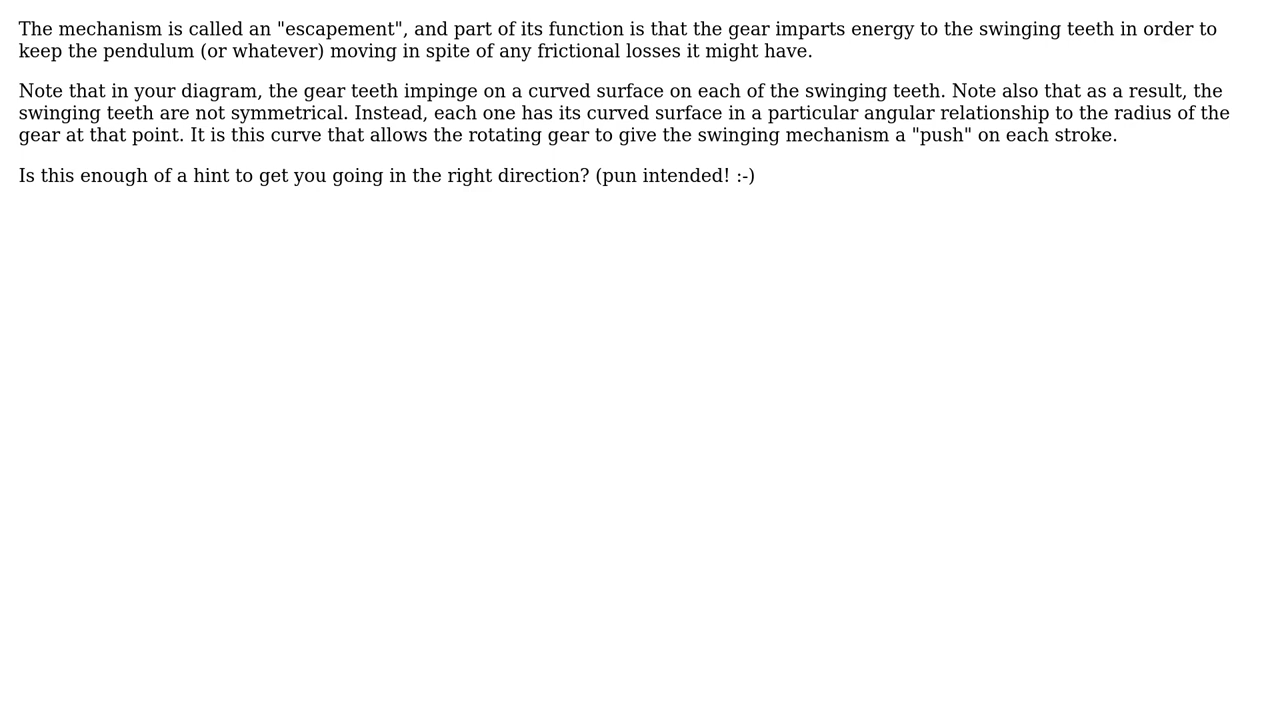 The mechanism is called an "escapement", and part of its function is that the gear imparts energy to the swinging teeth in order to
keep the pendulum (or whatever) moving in spite of any frictional losses it might have.
Note that in your diagram, the gear teeth impinge on a curved surface on each of the swinging teeth. Note also that as a result, the
swinging teeth are not symmetrical. Instead, each one has its curved surface in a particular angular relationship to the radius of the
gear at that point. It is this curve that allows the rotating gear to give the swinging mechanism a "push" on each stroke.
Is this enough of a hint to get you going in the right direction? (pun intended! :-)